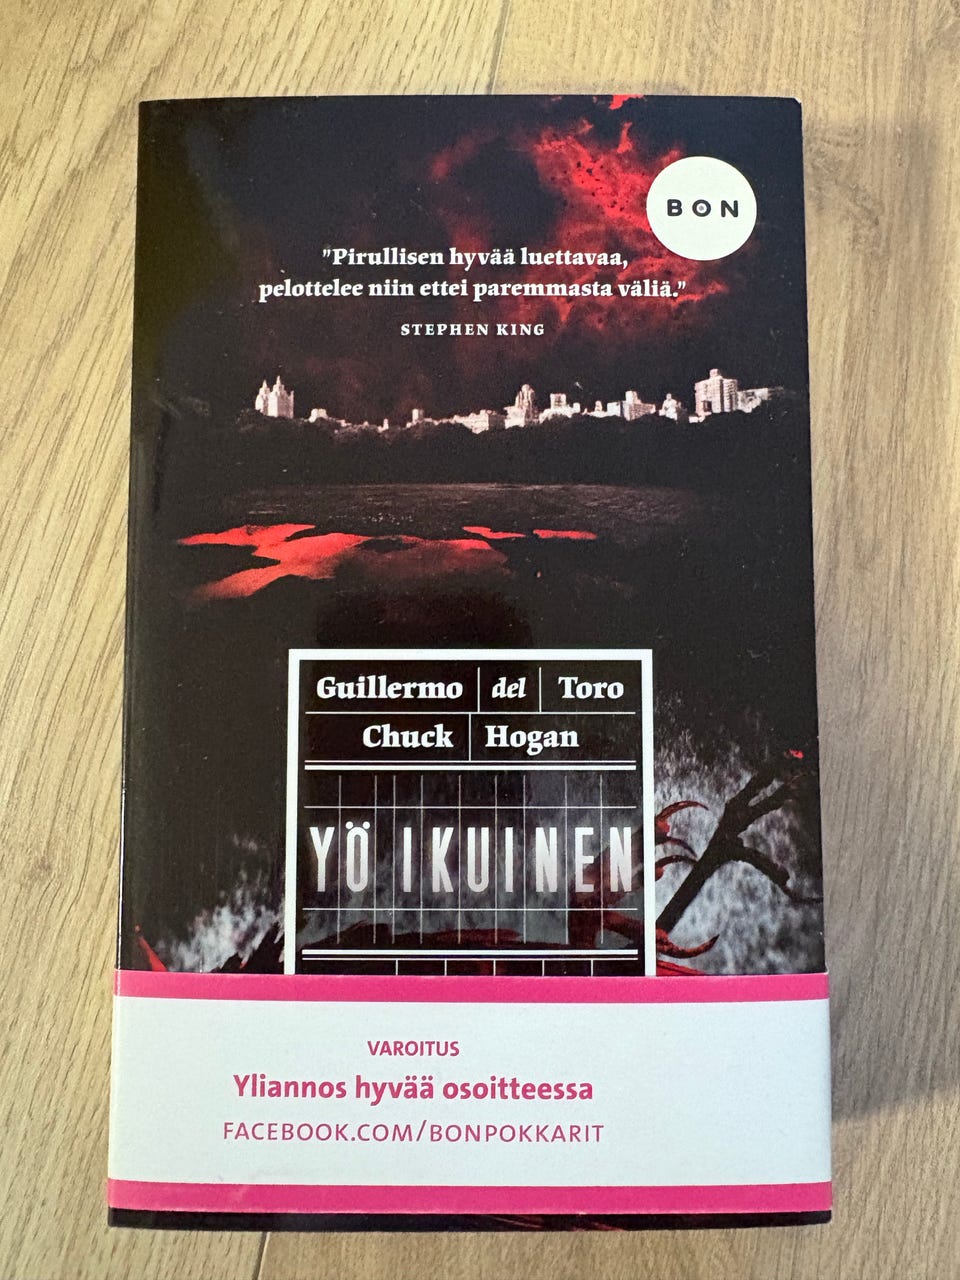 BON
”Pirullisen hyvää luettavaa,
pelottelee niin ettei paremmasta väliä.”
STEPHEN KING
Guillermo del Toro
Chuck Hogan
YÖ IKUINEN
VAROITUS
Yliannos hyvää osoitteessa
FACEBOOK.COM/BONPOKKARIT